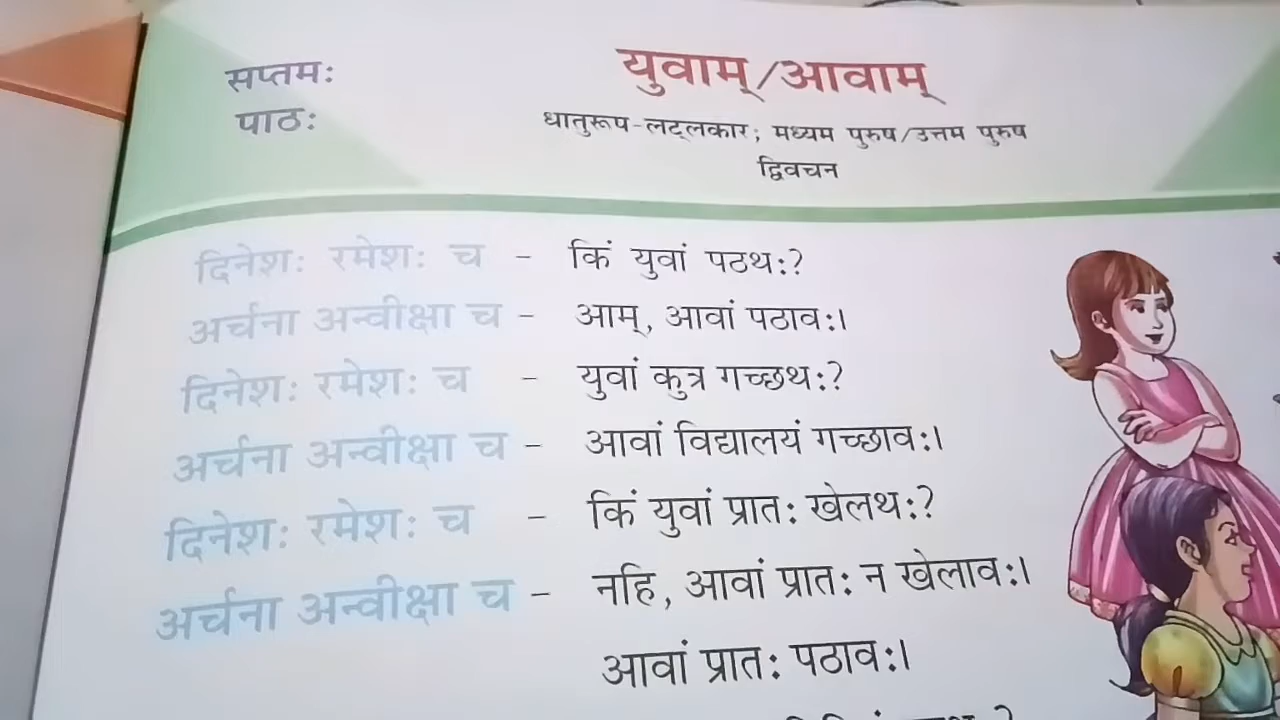 सप्तमः
पाठः
युवाम्/आवाम्
धातुरूप-लट्लकार; मध्यम पुरुष/उत्तम पुरुष
द्विवचन
दिनेशः रमेशः च - किं युवां पठथः?
अर्चना अन्वीक्षा च - आम्, आवां पठावः।
दिनेशः रमेशः च - युवां कुत्र गच्छथः?
अर्चना अन्वीक्षा च - आवां विद्यालयं गच्छावः।
दिनेशः रमेशः च - किं युवां प्रातः खेलथः?
अर्चना अन्वीक्षा च - नहि, आवां प्रातः न खेलावः।
आवां प्रातः पठावः।